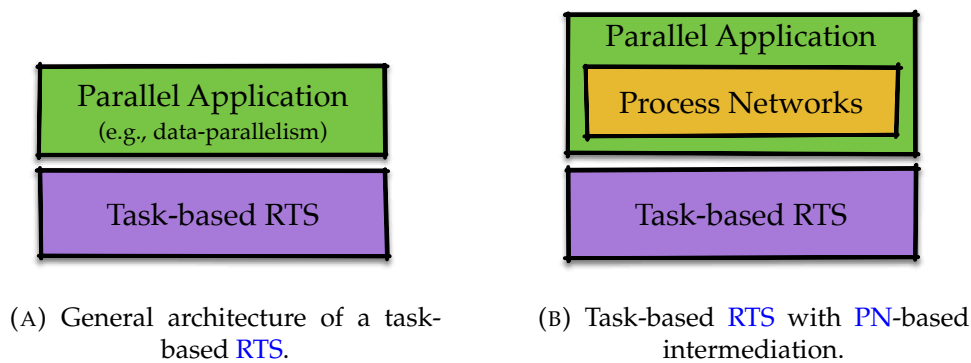 Parallel Application
(e.g., data-parallelism)
Task-based RTS
(A) General architecture of a task-
based RTS.
Parallel Application
Process Networks
Task-based RTS
(B) Task-based RTS with PN-based
intermediation.